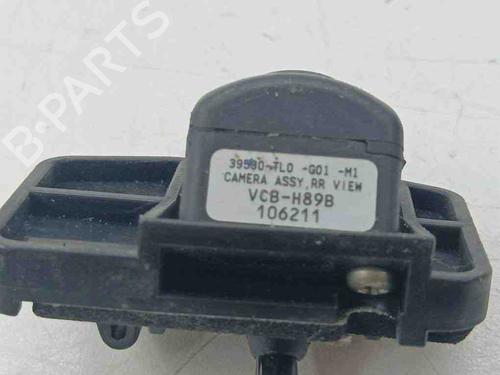 B-PARTS
39530-TL0 -G01 -M1
CAMERA ASSY,RR VIEW
VCB-H89B
106211